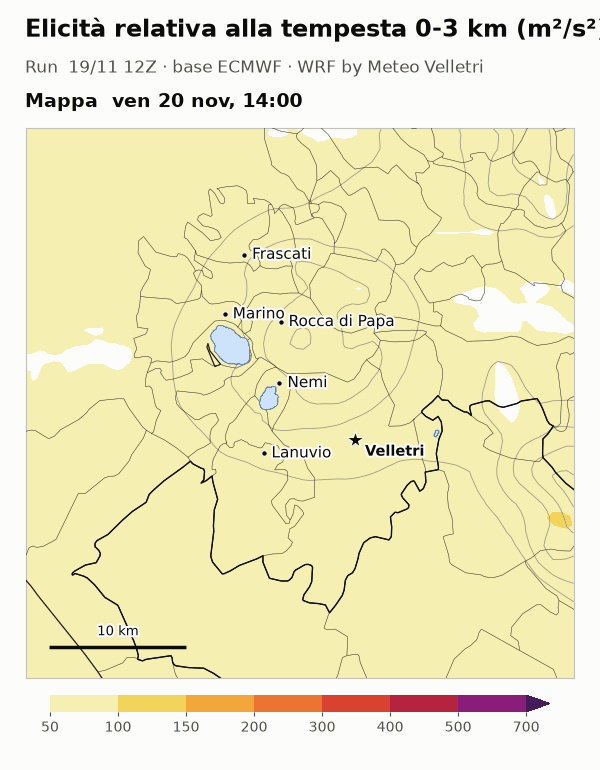 Elicità relativa alla tempesta 0-3 km (m²/s²)
Run  19/11 12Z · base ECMWF · WRF by Meteo Velletri
Mappa  ven 20 nov, 14:00
Frascati
Marino
Rocca di Papa
Nemi
Velletri
Lanuvio
10 km
50 100 150 200 300 400 500 700